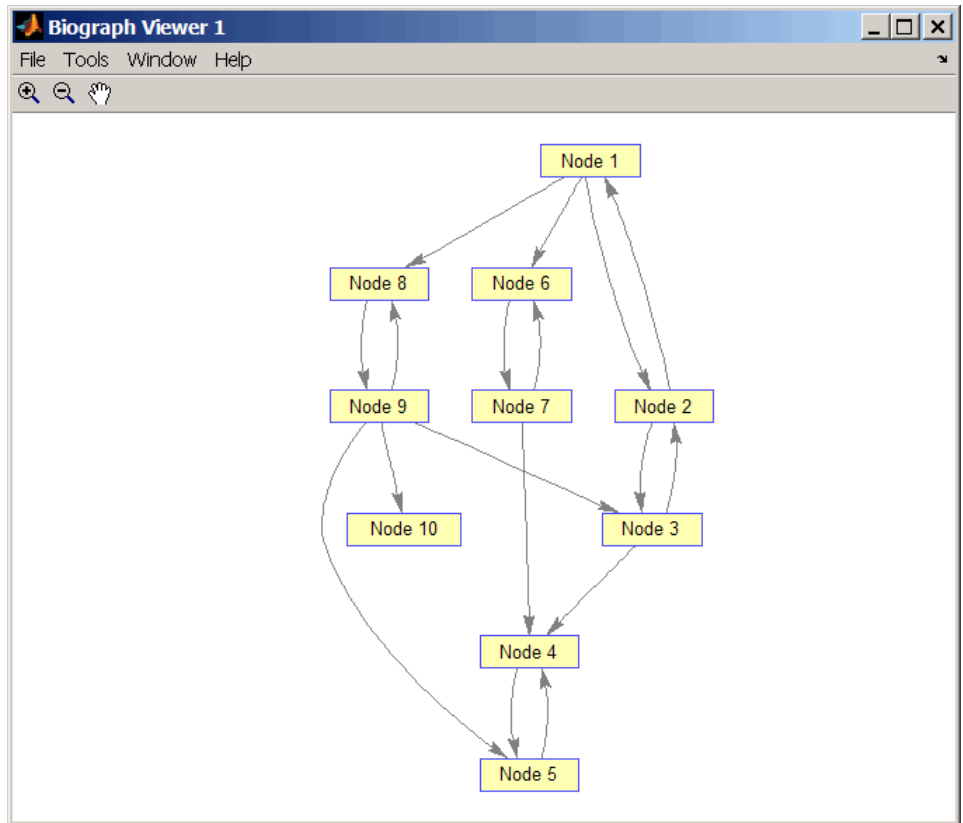 Biograph Viewer 1
File Tools Window Help
Node 1
Node 8 Node 6
Node 9 Node 7 Node 2
Node 10 Node 3
Node 4
Node 5